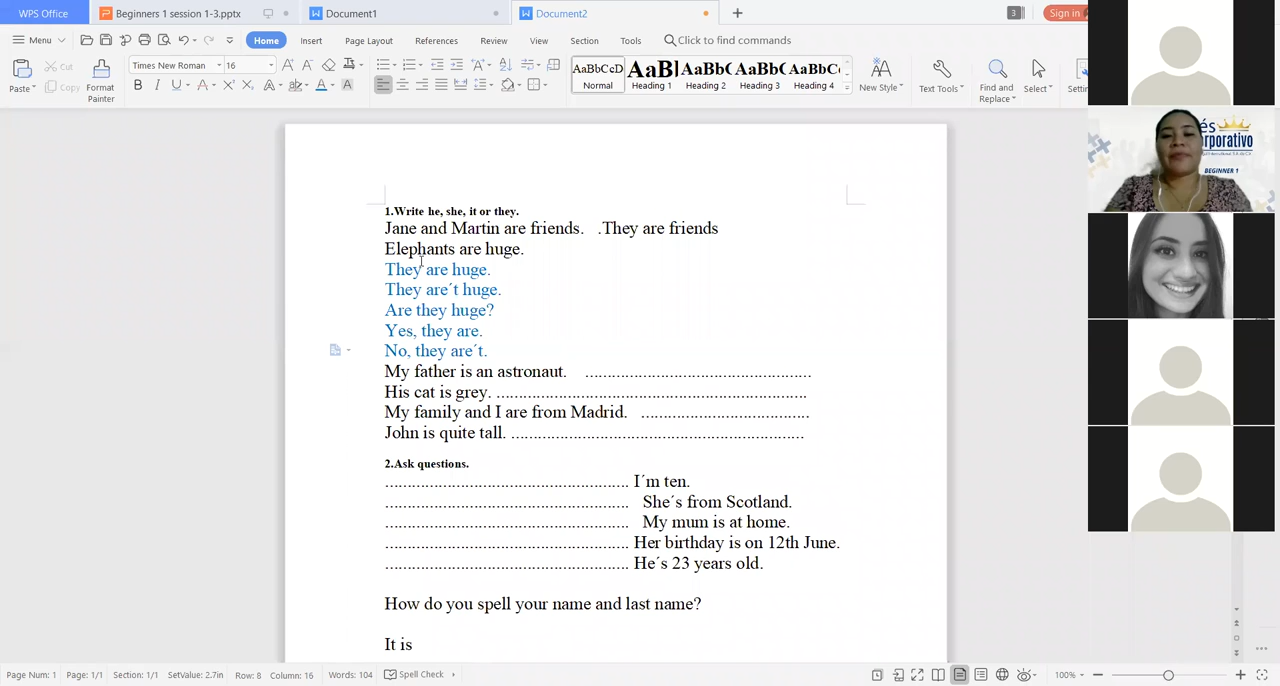 WPS Office
Beginners 1 session 1-3.pptx
Document1
Document2
3
Sign in
Menu
Home
Insert
Page Layout
References
Review
View
Section
Tools
Click to find commands
Paste
Cut
Copy
Format Painter
Times New Roman
16
AaBbCcD
Normal
AaBl
Heading 1
AaBb(
Heading 2
AaBb(
Heading 3
AaBbC
Heading 4
New Style
Text Tools
Find and Replace
Select
1.Write he, she, it or they.
Jane and Martin are friends. .They are friends
Elephants are huge.
They are huge.
They are´t huge.
Are they huge?
Yes, they are.
No, they are´t.
My father is an astronaut. ..................................................
His cat is grey. ....................................................................
My family and I are from Madrid. .....................................
John is quite tall. .................................................................
2.Ask questions.
...................................................... I´m ten.
...................................................... She´s from Scotland.
...................................................... My mum is at home.
...................................................... Her birthday is on 12th June.
...................................................... He´s 23 years old.
How do you spell your name and last name?
It is
és
rporativo
BEGINNER 1
Page Num: 1
Page: 1/1
Section: 1/1
SetValue: 2.7in
Row: 8
Column: 16
Words: 104
Spell Check
100%